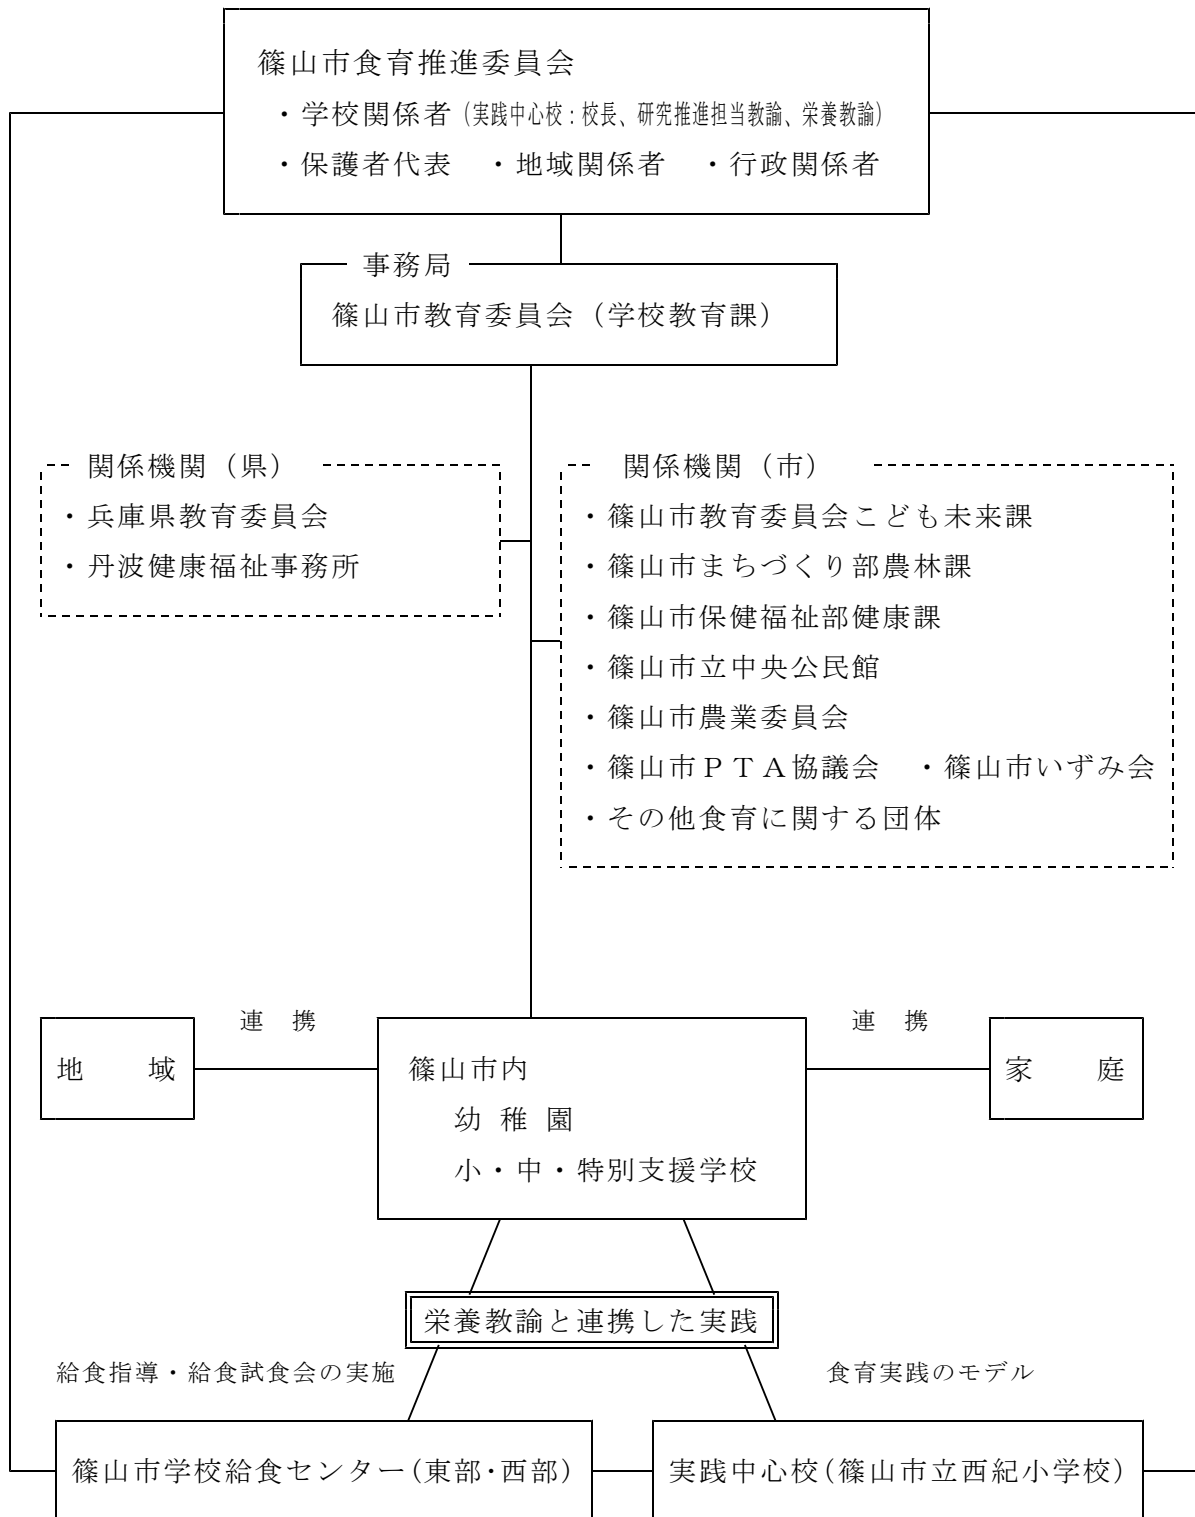 篠山市食育推進委員会
・学校関係者（実践中心校：校長、研究推進担当教諭、栄養教諭）
・保護者代表　・地域関係者　・行政関係者
事務局
篠山市教育委員会（学校教育課）
関係機関（県）
・兵庫県教育委員会
・丹波健康福祉事務所
関係機関（市）
・篠山市教育委員会こども未来課
・篠山市まちづくり部農林課
・篠山市保健福祉部健康課
・篠山市立中央公民館
・篠山市農業委員会
・篠山市ＰＴＡ協議会　・篠山市いずみ会
・その他食育に関する団体
連　携
連　携
地　　域
篠山市内
幼 稚 園
小・中・特別支援学校
家　　庭
栄養教諭と連携した実践
給食指導・給食試食会の実施
食育実践のモデル
篠山市学校給食センター（東部・西部）
実践中心校（篠山市立西紀小学校）